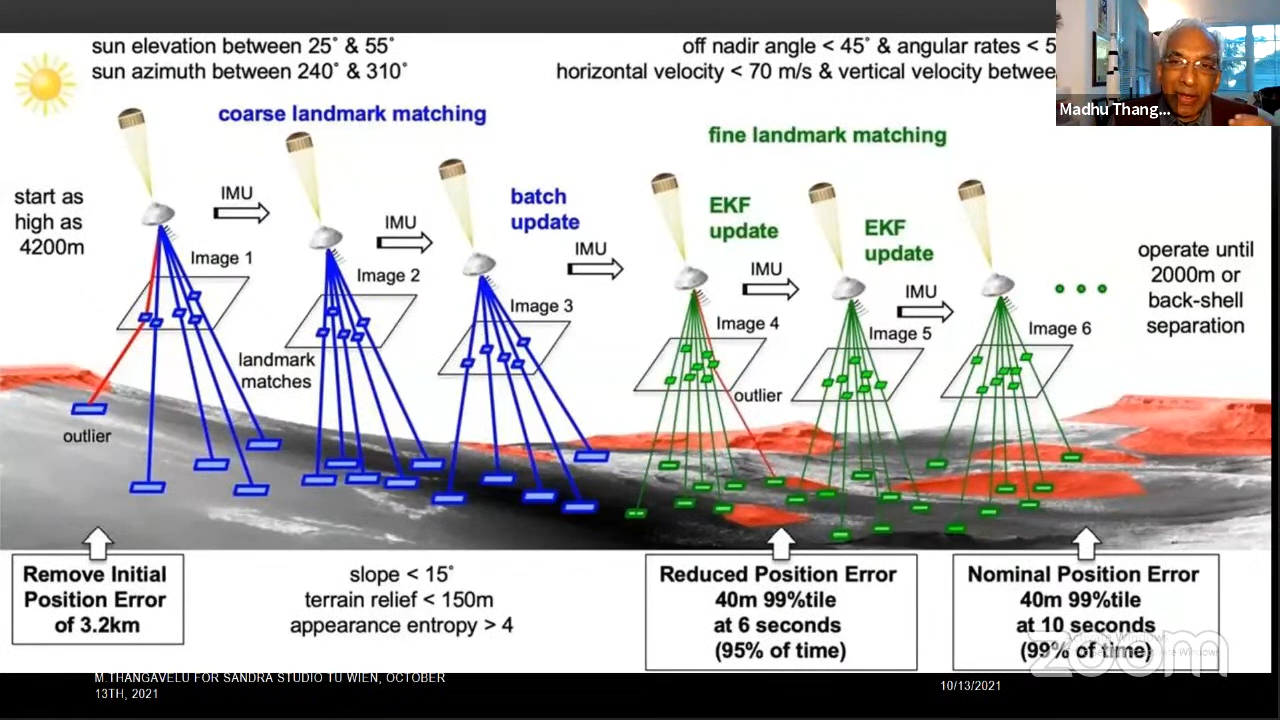 sun elevation between 25° & 55°
sun azimuth between 240° & 310°
off nadir angle < 45° & angular rates < 5
horizontal velocity < 70 m/s & vertical velocity betwee
Madhu Thang...
coarse landmark matching
fine landmark matching
start as
high as
4200m
IMU
IMU
batch
update
IMU
EKF
update
IMU
EKF
update
IMU
operate until
2000m or
back-shell
separation
Image 1
Image 2
Image 3
Image 4
Image 5
Image 6
landmark
matches
outlier
outlier
Remove Initial
Position Error
of 3.2km
slope < 15°
terrain relief < 150m
appearance entropy > 4
Reduced Position Error
40m 99%tile
at 6 seconds
(95% of time)
Nominal Position Error
40m 99%tile
at 10 seconds
(99% of time)
zoom
M.THANGAVELU FOR SANDRA STUDIO TU WIEN, OCTOBER
13TH, 2021
10/13/2021